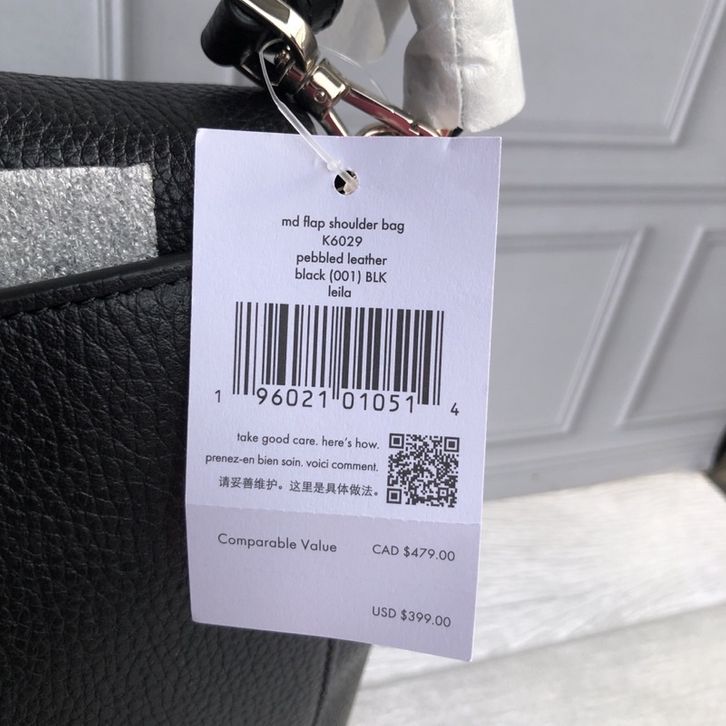 md flap shoulder bag
K6029
pebbled leather
black (001) BLK
leila
1 96021 01051 4
take good care. here's how.
prenez-en bien soin. voici comment.
请妥善维护。这里是具体做法。
Comparable Value CAD $479.00
USD $399.00